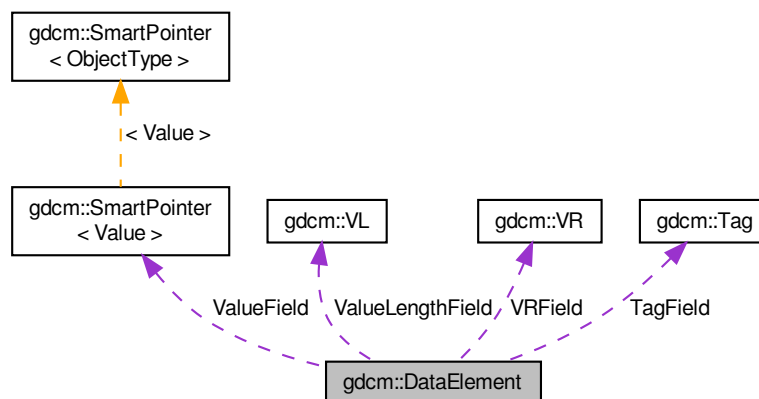 gdcm::SmartPointer
< ObjectType >
< Value >
gdcm::SmartPointer
< Value >
gdcm::VL
gdcm::VR
gdcm::Tag
ValueField
ValueLengthField
VRField
TagField
gdcm::DataElement